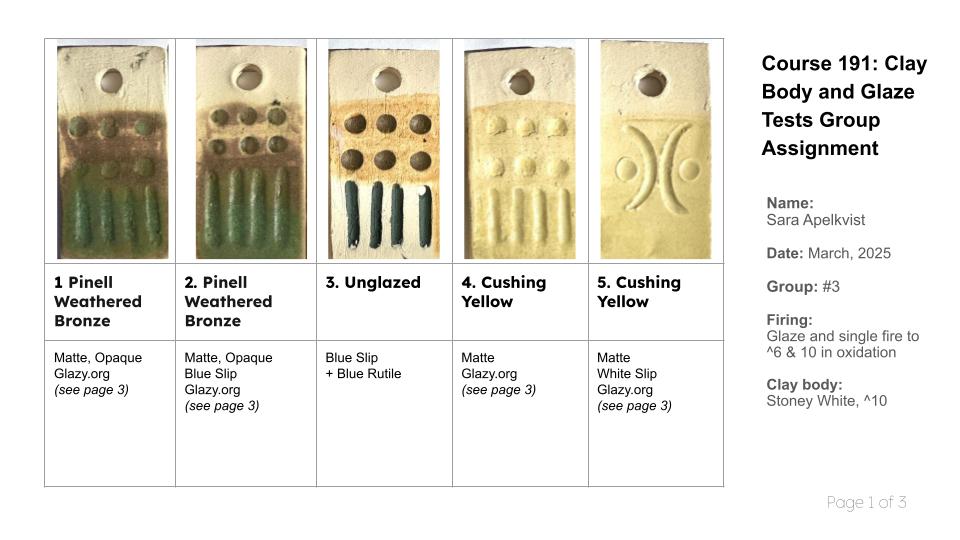 Course 191: Clay
Body and Glaze
Tests Group
Assignment
Name:
Sara Apelkvist
Date: March, 2025
Group: #3
Firing:
Glaze and single fire to
^6 & 10 in oxidation
Clay body:
Stoney White, ^10
1 Pinell
Weathered
Bronze
2. Pinell
Weathered
Bronze
3. Unglazed
4. Cushing
Yellow
5. Cushing
Yellow
Matte, Opaque
Glazy.org
(see page 3)
Matte, Opaque
Blue Slip
Glazy.org
(see page 3)
Blue Slip
+ Blue Rutile
Matte
Glazy.org
(see page 3)
Matte
White Slip
Glazy.org
(see page 3)
Page 1 of 3